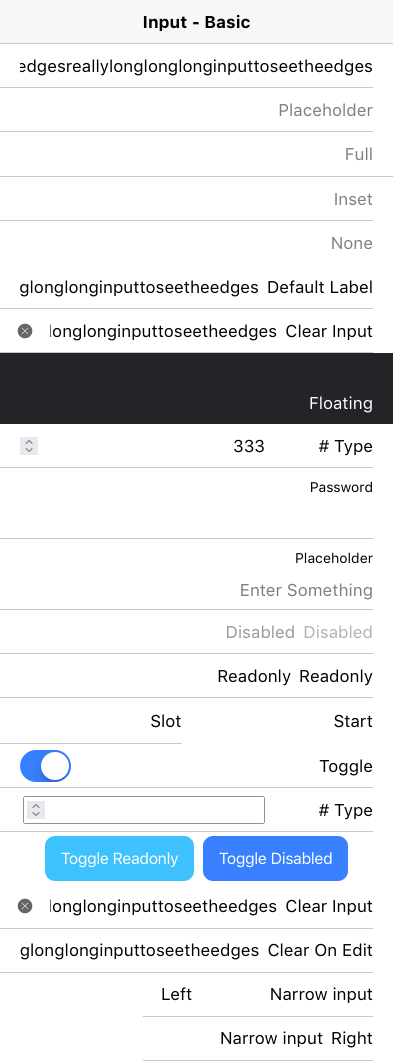 Input - Basic
edgesreallylonglonglonginputtoseetheedges
Placeholder
Full
Inset
None
Default Label glonglonginputtoseetheedges
Clear Input longlonginputtoseetheedges
Floating
# Type 333
Password
Placeholder
Enter Something
Disabled Disabled
Readonly Readonly
Start Slot
Toggle
# Type
Toggle Disabled Toggle Readonly
Clear Input longlonginputtoseetheedges
Clear On Edit glonglonginputtoseetheedges
Narrow input Left
Right Narrow input